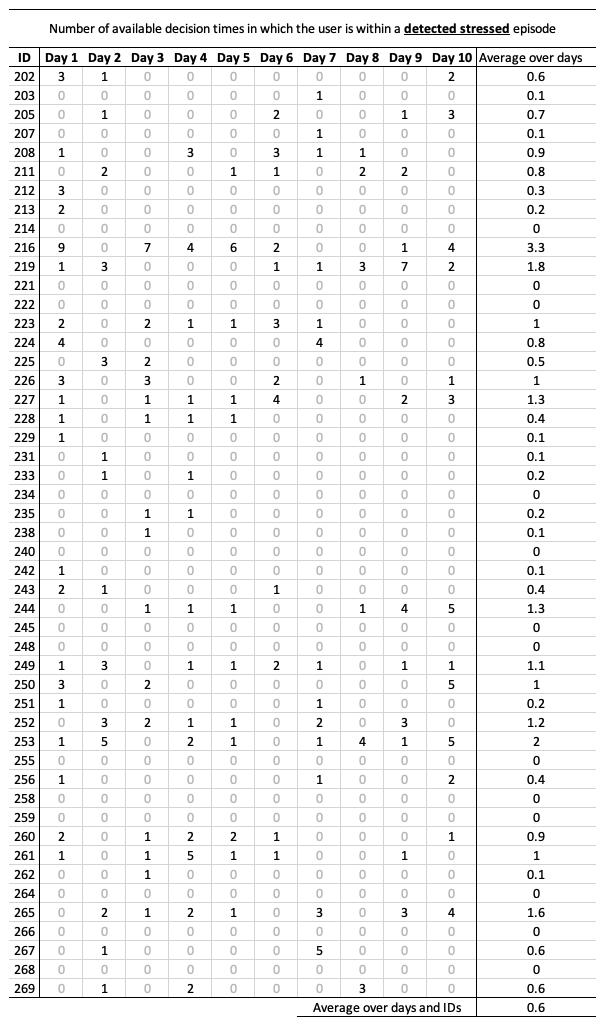 Number of available decision times in which the user is within a detected stressed episode
ID Day 1 Day 2 Day 3 Day 4 Day 5 Day 6 Day 7 Day 8 Day 9 Day 10 Average over days
202 3 1 0 0 0 0 0 0 0 2 0.6
203 0 0 0 0 0 0 1 0 0 0 0.1
205 0 1 0 0 0 2 0 0 1 3 0.7
207 0 0 0 0 0 0 1 0 0 0 0.1
208 1 0 0 3 0 3 1 1 0 0 0.9
211 0 2 0 0 1 1 0 2 2 0 0.8
212 3 0 0 0 0 0 0 0 0 0 0.3
213 2 0 0 0 0 0 0 0 0 0 0.2
214 0 0 0 0 0 0 0 0 0 0 0
216 9 0 7 4 6 2 0 0 1 4 3.3
219 1 3 0 0 0 1 1 3 7 2 1.8
221 0 0 0 0 0 0 0 0 0 0 0
222 0 0 0 0 0 0 0 0 0 0 0
223 2 0 2 1 1 3 1 0 0 0 1
224 4 0 0 0 0 0 4 0 0 0 0.8
225 0 3 2 0 0 0 0 0 0 0 0.5
226 3 0 3 0 0 2 0 1 0 1 1
227 1 0 1 1 1 4 0 0 2 3 1.3
228 1 0 1 1 1 0 0 0 0 0 0.4
229 1 0 0 0 0 0 0 0 0 0 0.1
231 0 1 0 0 0 0 0 0 0 0 0.1
233 0 1 0 1 0 0 0 0 0 0 0.2
234 0 0 0 0 0 0 0 0 0 0 0
235 0 0 1 1 0 0 0 0 0 0 0.2
238 0 0 1 0 0 0 0 0 0 0 0.1
240 0 0 0 0 0 0 0 0 0 0 0
242 1 0 0 0 0 0 0 0 0 0 0.1
243 2 1 0 0 0 1 0 0 0 0 0.4
244 0 0 1 1 1 0 0 1 4 5 1.3
245 0 0 0 0 0 0 0 0 0 0 0
248 0 0 0 0 0 0 0 0 0 0 0
249 1 3 0 1 1 2 1 0 1 1 1.1
250 3 0 2 0 0 0 0 0 0 5 1
251 1 0 0 0 0 0 1 0 0 0 0.2
252 0 3 2 1 1 0 2 0 3 0 1.2
253 1 5 0 2 1 0 1 4 1 5 2
255 0 0 0 0 0 0 0 0 0 0 0
256 1 0 0 0 0 0 1 0 0 2 0.4
258 0 0 0 0 0 0 0 0 0 0 0
259 0 0 0 0 0 0 0 0 0 0 0
260 2 0 1 2 2 1 0 0 0 1 0.9
261 1 0 1 5 1 1 0 0 1 0 1
262 0 0 1 0 0 0 0 0 0 0 0.1
264 0 0 0 0 0 0 0 0 0 0 0
265 0 2 1 2 1 0 3 0 3 4 1.6
266 0 0 0 0 0 0 0 0 0 0 0
267 0 1 0 0 0 0 5 0 0 0 0.6
268 0 0 0 0 0 0 0 0 0 0 0
269 0 1 0 2 0 0 0 3 0 0 0.6
Average over days and IDs 0.6